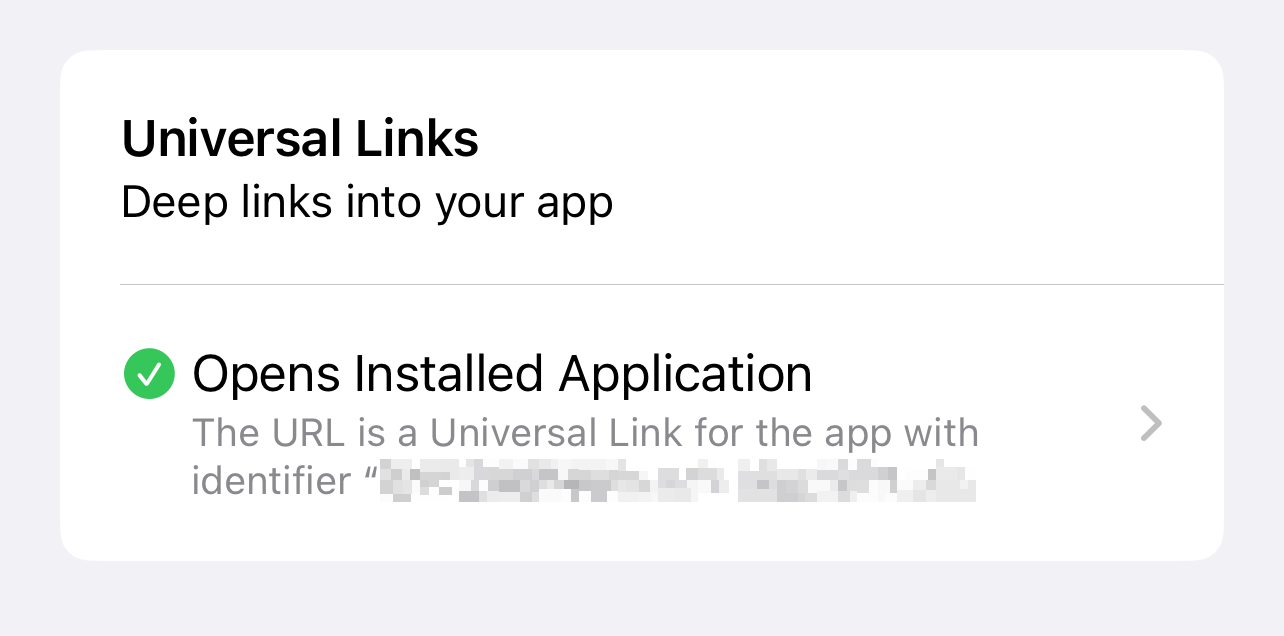 Universal Links
Deep links into your app
Opens Installed Application
The URL is a Universal Link for the app with
identifier “